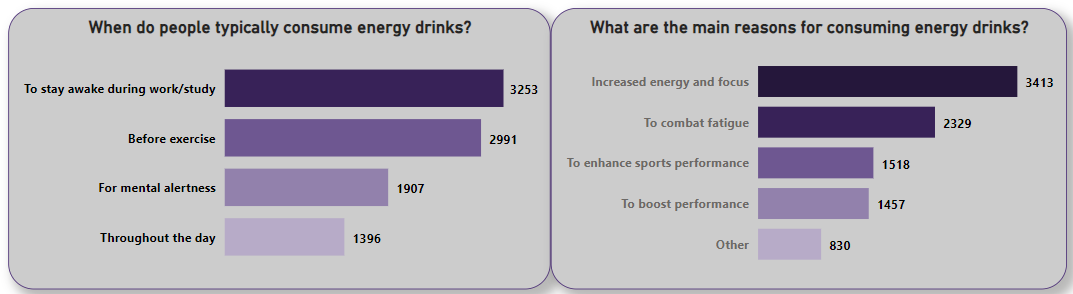 When do people typically consume energy drinks?
To stay awake during work/study 3253
Before exercise 2991
For mental alertness 1907
Throughout the day 1396
What are the main reasons for consuming energy drinks?
Increased energy and focus 3413
To combat fatigue 2329
To enhance sports performance 1518
To boost performance 1457
Other 830